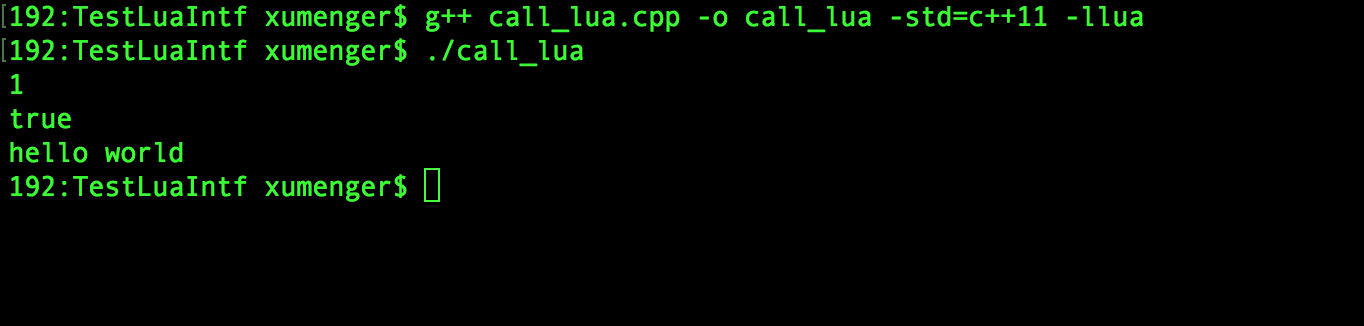 [192:TestLuaIntf xumenger$ g++ call_lua.cpp -o call_lua -std=c++11 -llua
[192:TestLuaIntf xumenger$ ./call_lua
1
true
hello world
192:TestLuaIntf xumenger$